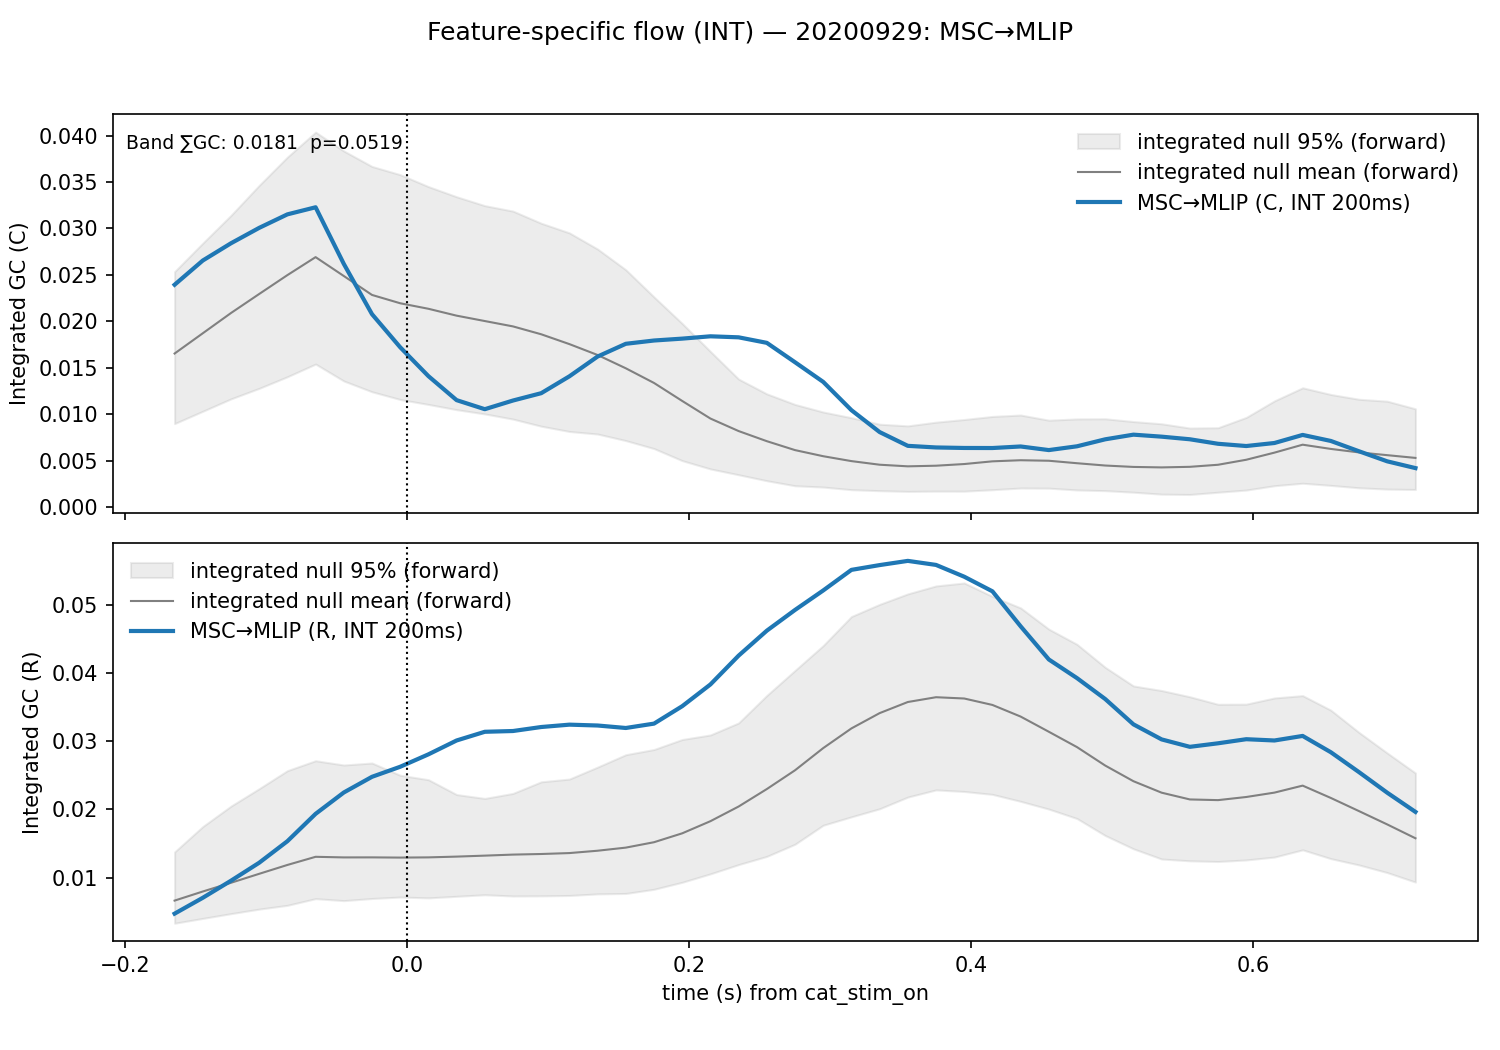 Feature-specific flow (INT) — 20200929: MSC→MLIP
Band ∑GC: 0.0181  p=0.0519
integrated null 95% (forward)
integrated null mean (forward)
MSC→MLIP (C, INT 200ms)
Integrated GC (C)
0.040
0.035
0.030
0.025
0.020
0.015
0.010
0.005
0.000
integrated null 95% (forward)
integrated null mean (forward)
MSC→MLIP (R, INT 200ms)
Integrated GC (R)
0.05
0.04
0.03
0.02
0.01
−0.2 0.0 0.2 0.4 0.6
time (s) from cat_stim_on